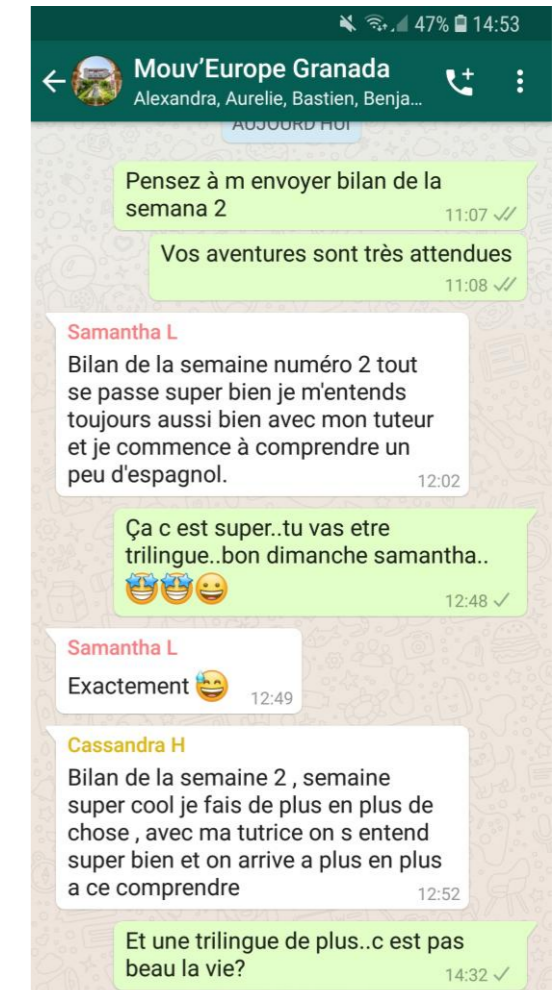 47% 14:53
Mouv'Europe Granada
Alexandra, Aurelie, Bastien, Benja...
AUJOURD'HUI
Pensez à m envoyer bilan de la
semana 2
11:07
Vos aventures sont très attendues
11:08
Samantha L
Bilan de la semaine numéro 2 tout
se passe super bien je m'entends
toujours aussi bien avec mon tuteur
et je commence à comprendre un
peu d'espagnol.
12:02
Ça c est super..tu vas etre
trilingue..bon dimanche samantha..
12:48
Samantha L
Exactement
12:49
Cassandra H
Bilan de la semaine 2 , semaine
super cool je fais de plus en plus de
chose , avec ma tutrice on s entend
super bien et on arrive a plus en plus
a ce comprendre
12:52
Et une trilingue de plus..c est pas
beau la vie?
14:32